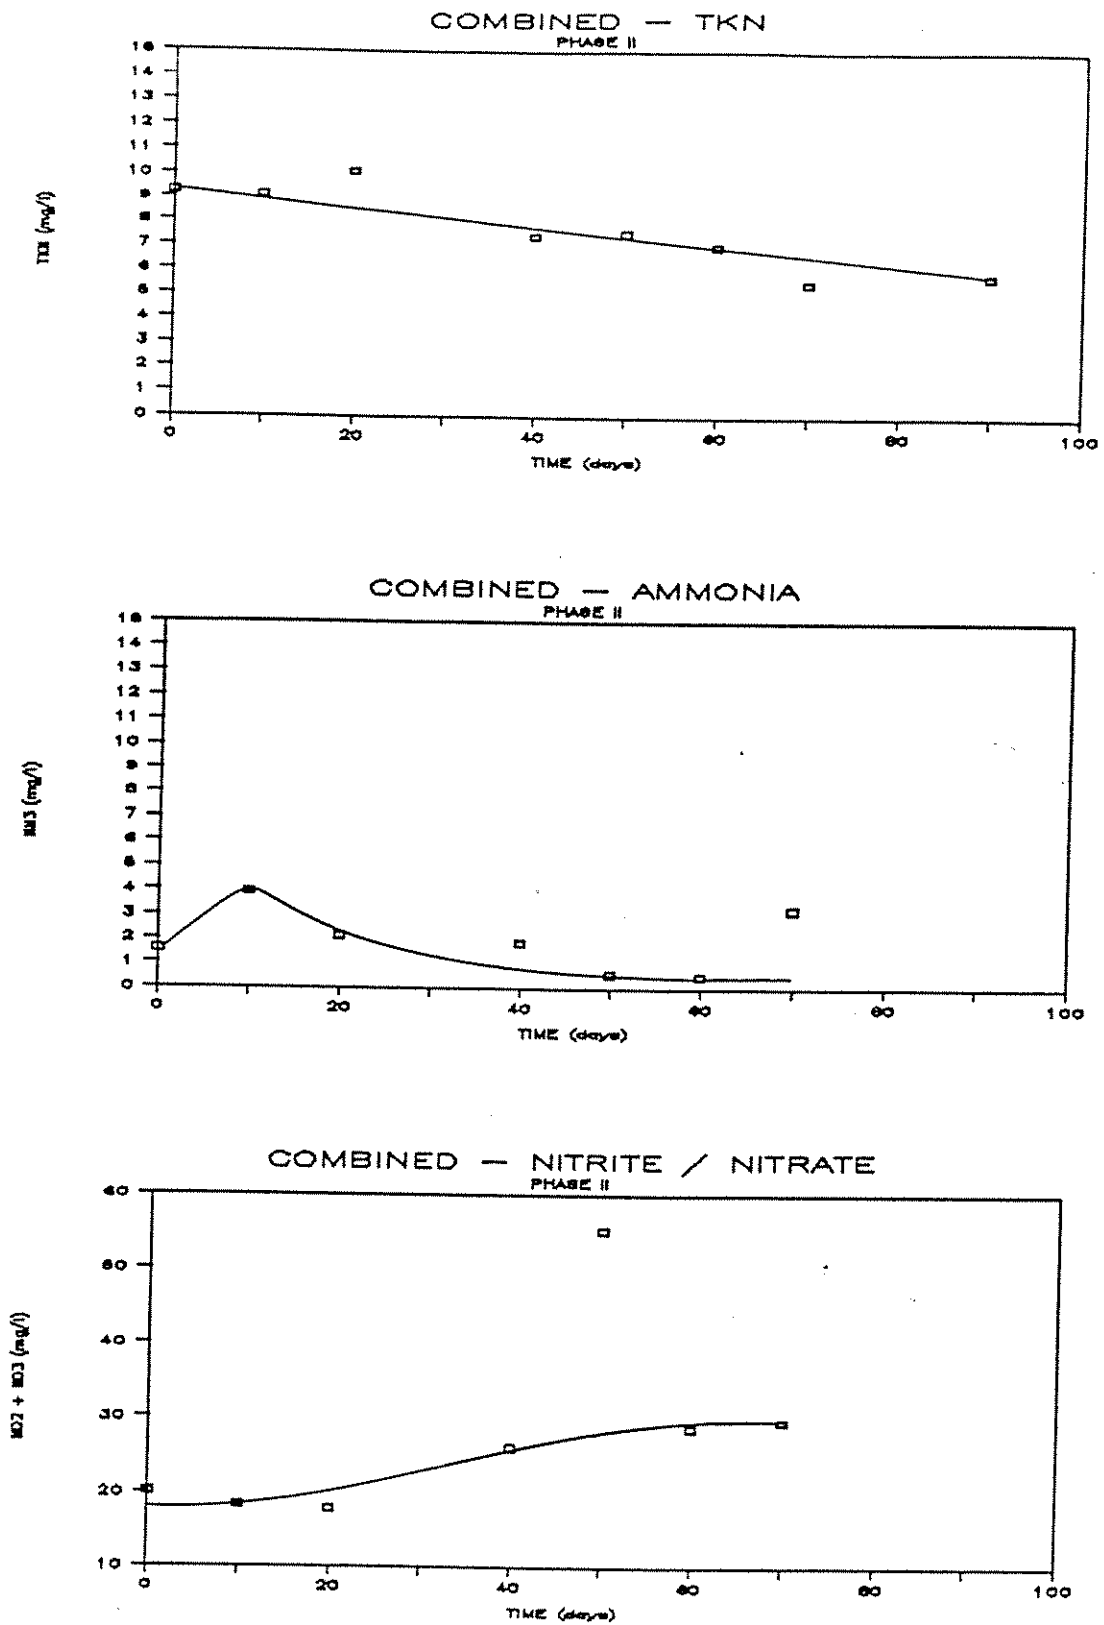 COMBINED — TKN
PHASE II
15
14
13
12
11
10
9
8
7
6
5
4
3
2
1
0
TKN (mg/l)
0 20 40 60 80 100
TIME (days)
COMBINED — AMMONIA
PHASE II
15
14
13
12
11
10
9
8
7
6
5
4
3
2
1
0
NH3 (mg/l)
0 20 40 60 80 100
TIME (days)
COMBINED — NITRITE / NITRATE
PHASE II
60
50
40
30
20
10
NO2 + NO3 (mg/l)
0 20 40 60 80 100
TIME (days)